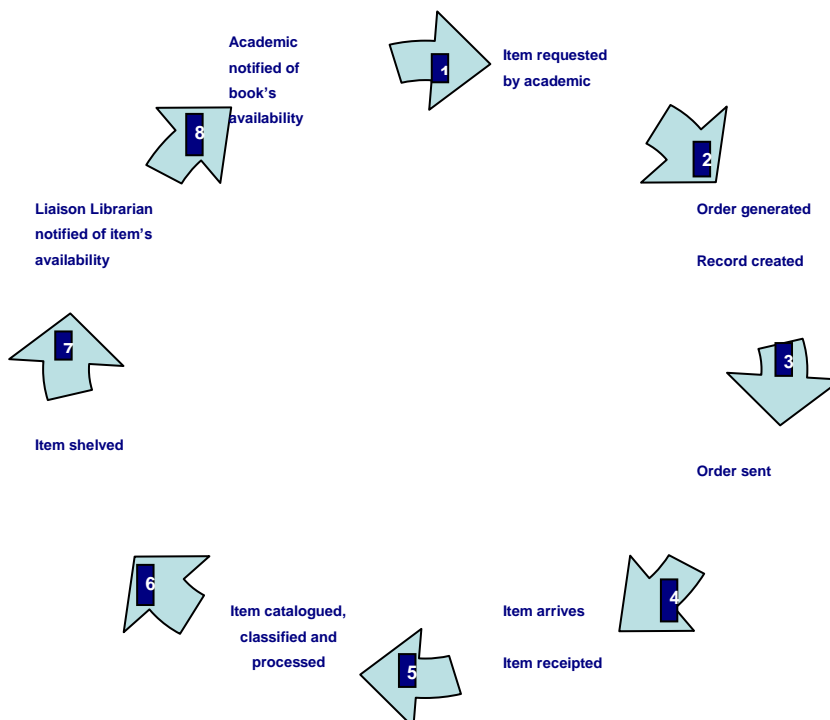 1
Item requested
by academic
2
Order generated
Record created
3
Order sent
4
Item arrives
Item receipted
5
Item catalogued,
classified and
processed
6
Item shelved
7
Liaison Librarian
notified of item's
availability
8
Academic
notified of
book's
availability